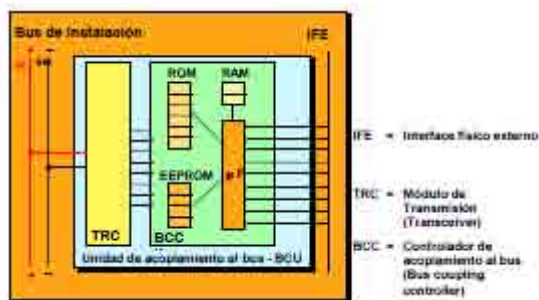 Bus de Instalación
IFE
ROM
RAM
EEPROM
µP
TRC
BCC
Unidad de acoplamiento al bus - BCU
IFE = Interface físico externo
TRC = Módulo de
Transmisión
(Transceiver)
BCC = Controlador de
acoplamiento al bus
(Bus coupling
controller)